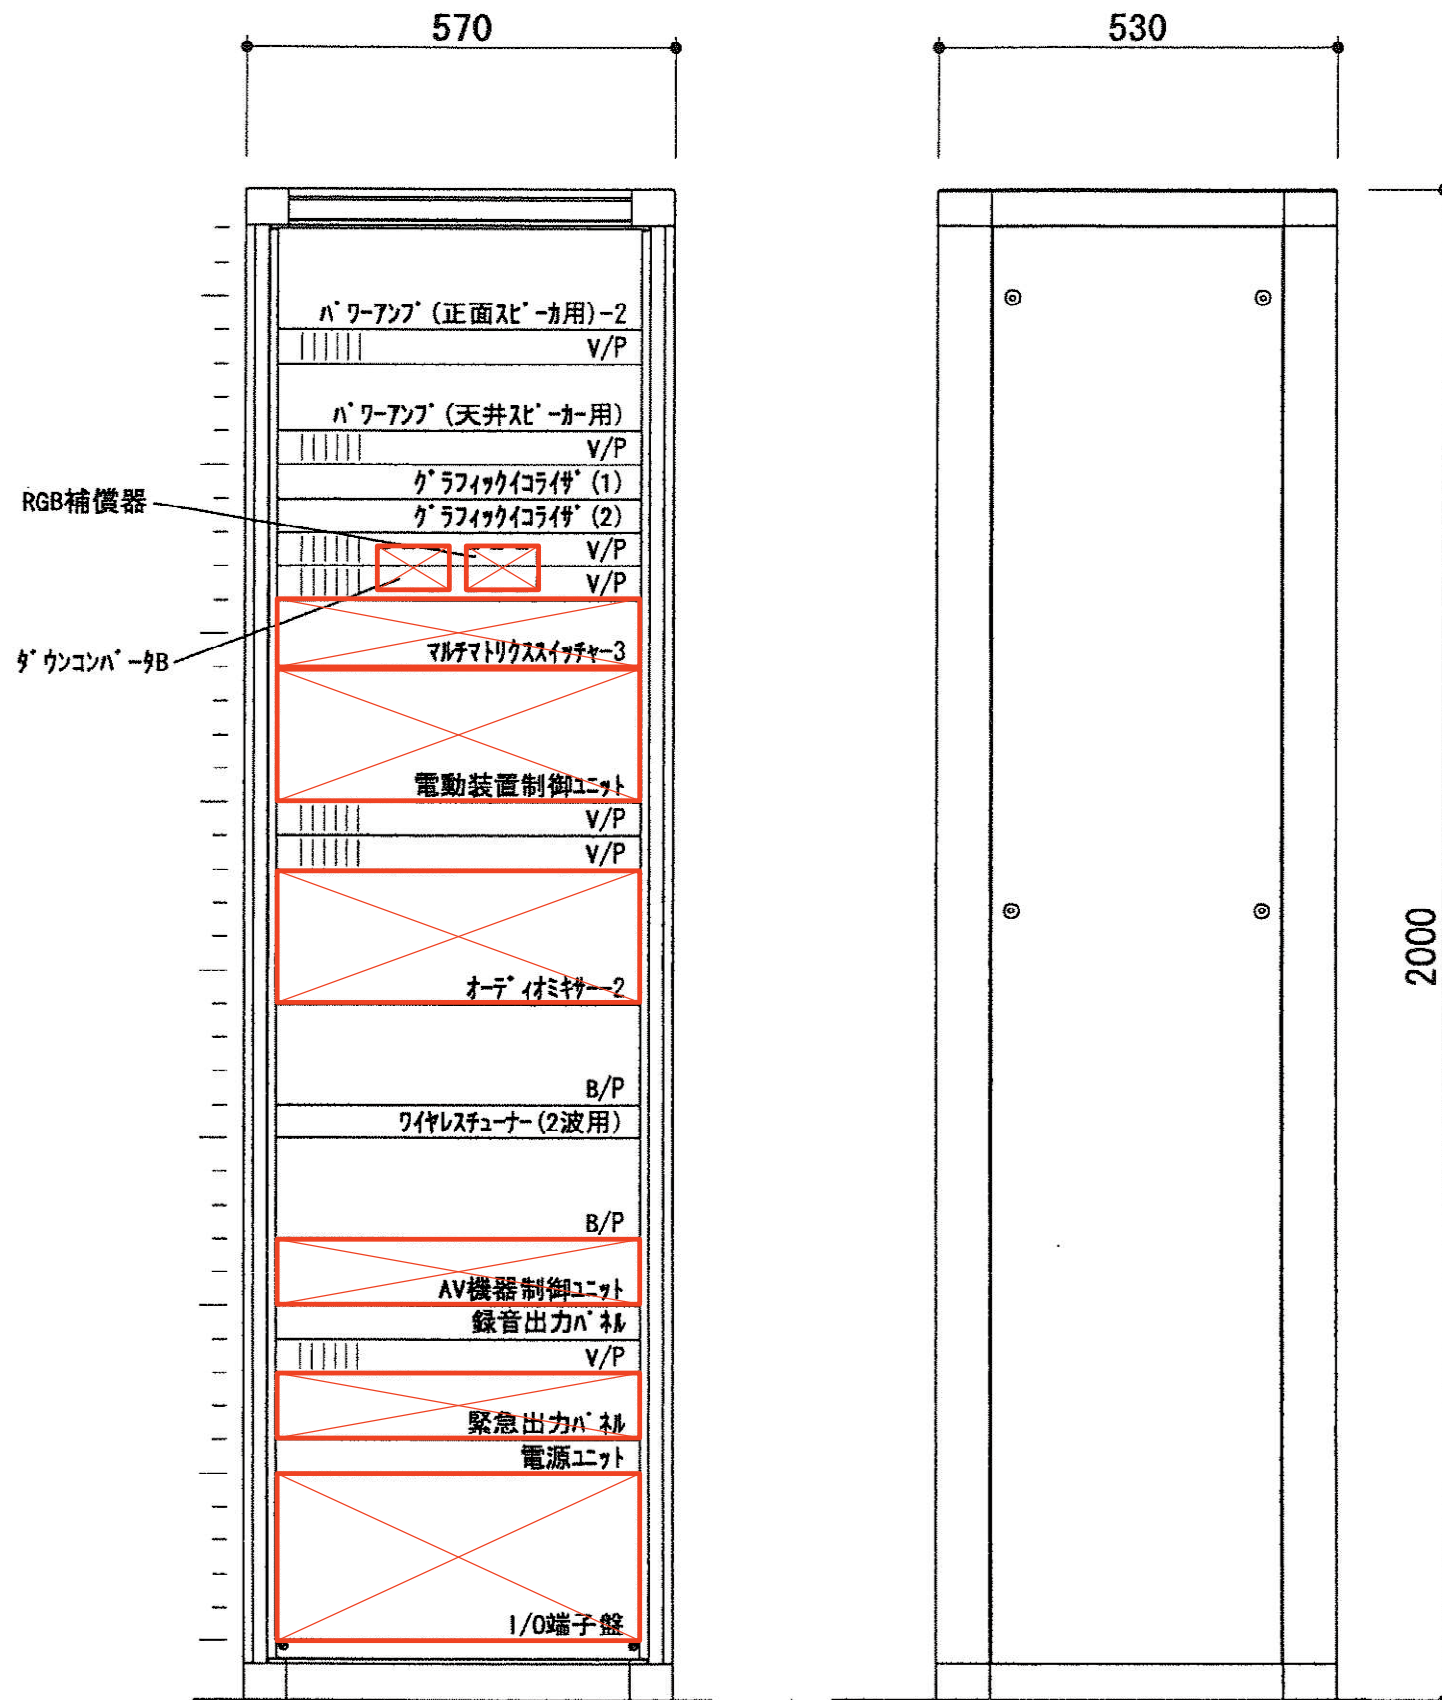 570
530
パワーアンプ(正面スピーカ用)-2
V/P
パワーアンプ(天井スピーカー用)
V/P
グラフィックイコライザ(1)
RGB補償器
グラフィックイコライザ(2)
V/P
V/P
マルチマトリクススイッチャー3
ダウンコンバータB
電動装置制御ユニット
V/P
V/P
2000
オーディオミキサー-2
B/P
ワイヤレスチューナー(2波用)
B/P
AV機器制御ユニット
録音出力パネル
V/P
緊急出力パネル
電源ユニット
I/O端子盤